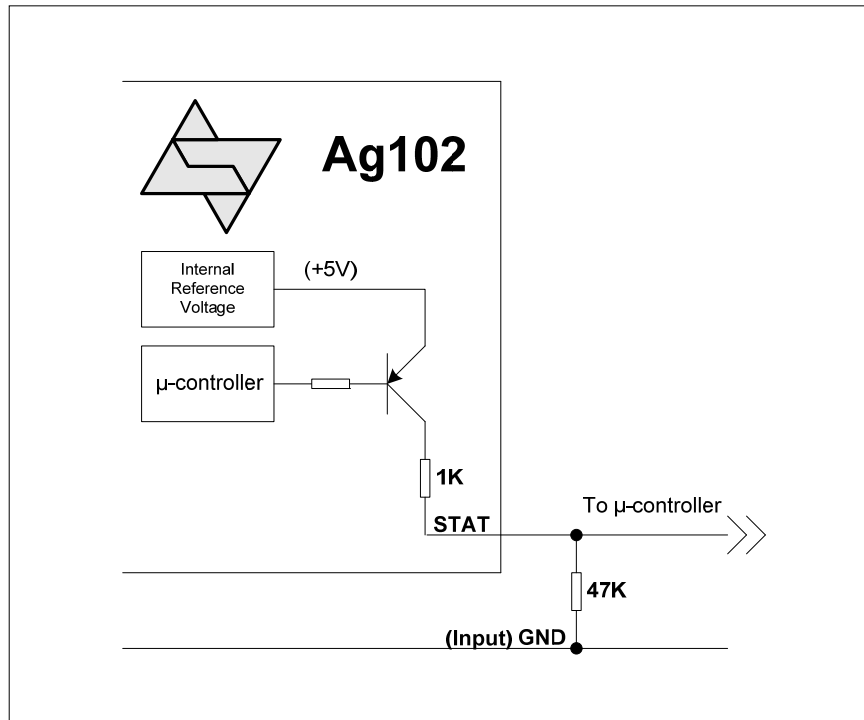 Ag102
Internal
Reference
Voltage
(+5V)
µ-controller
1K
STAT
To µ-controller
47K
(Input) GND